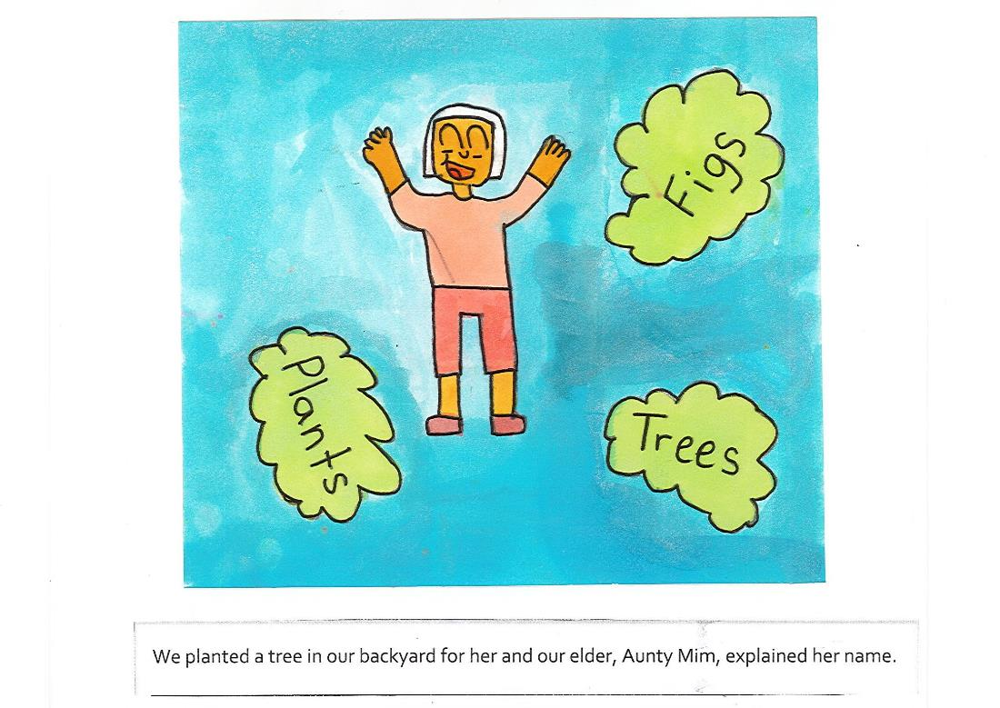 Figs
Plants
Trees
We planted a tree in our backyard for her and our elder, Aunty Mim, explained her name.